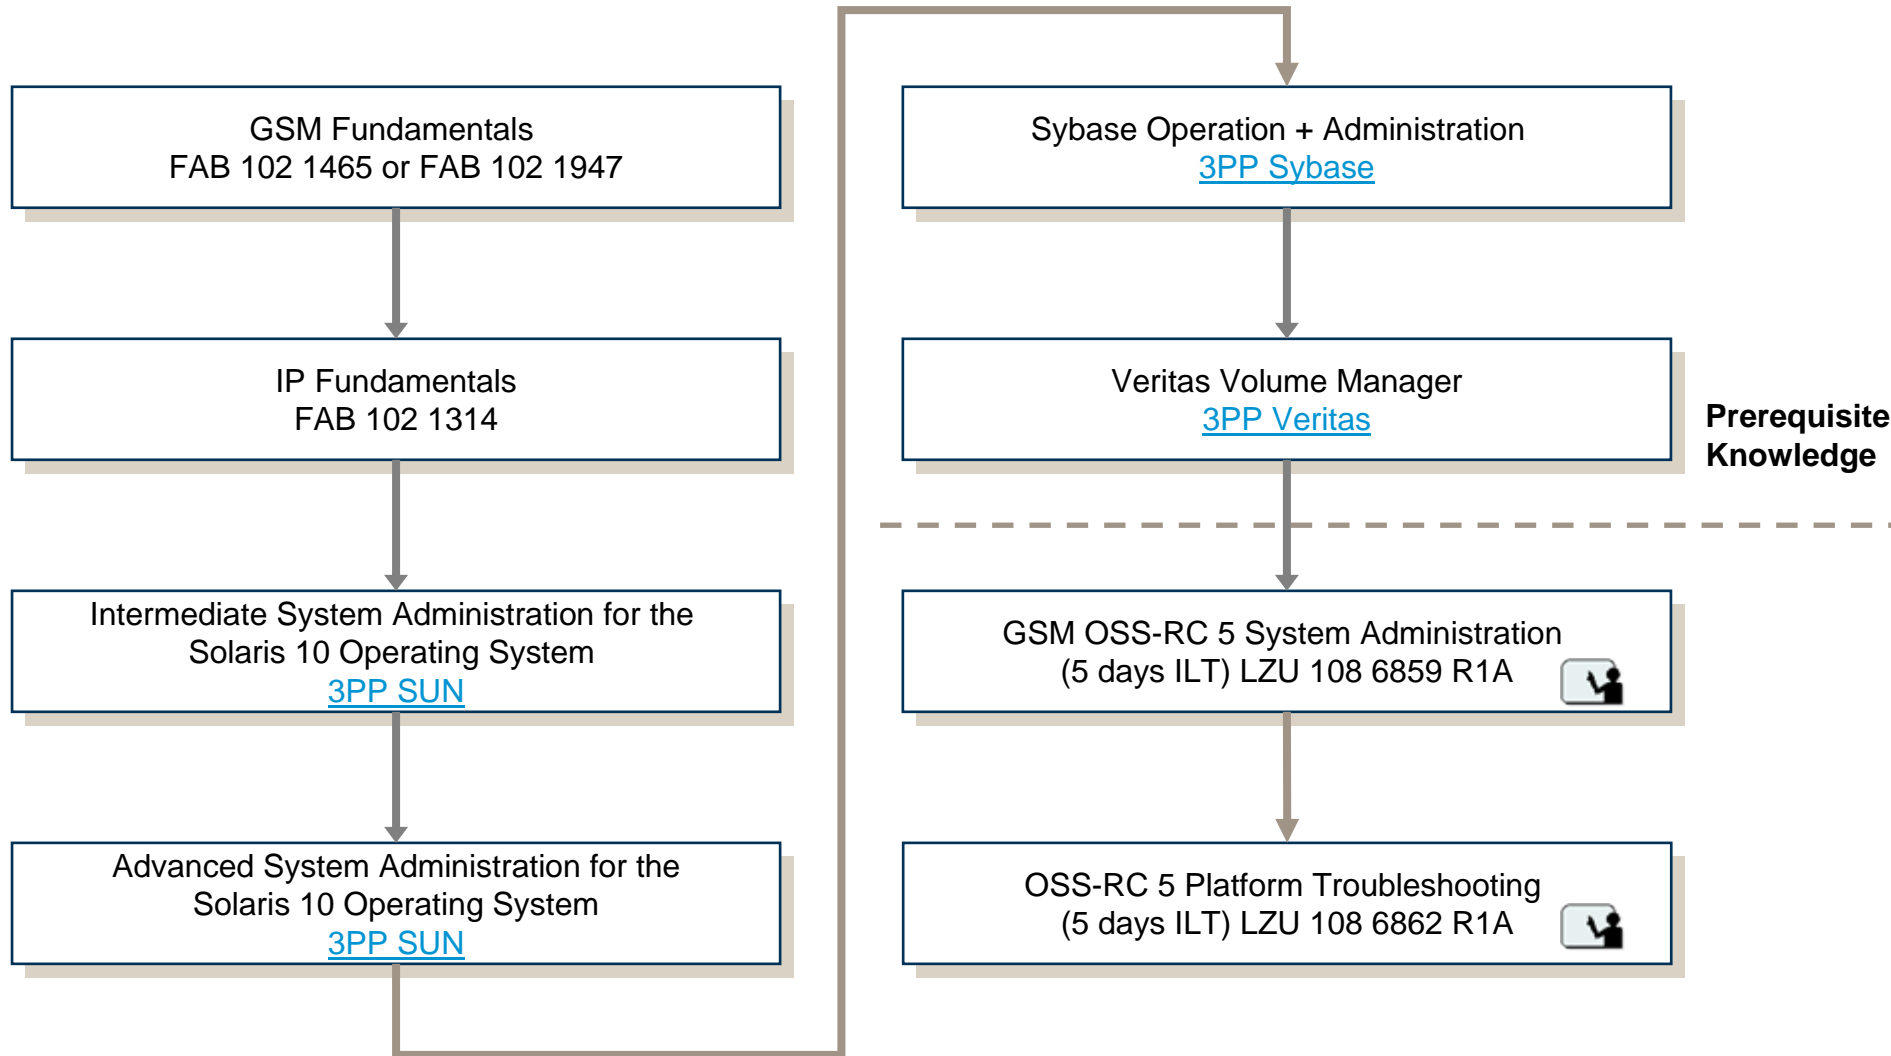 GSM Fundamentals
FAB 102 1465 or FAB 102 1947
IP Fundamentals
FAB 102 1314
Intermediate System Administration for the
Solaris 10 Operating System
3PP SUN
Advanced System Administration for the
Solaris 10 Operating System
3PP SUN
Sybase Operation + Administration
3PP Sybase
Veritas Volume Manager
3PP Veritas
Prerequisite
Knowledge
GSM OSS-RC 5 System Administration
(5 days ILT) LZU 108 6859 R1A
OSS-RC 5 Platform Troubleshooting
(5 days ILT) LZU 108 6862 R1A